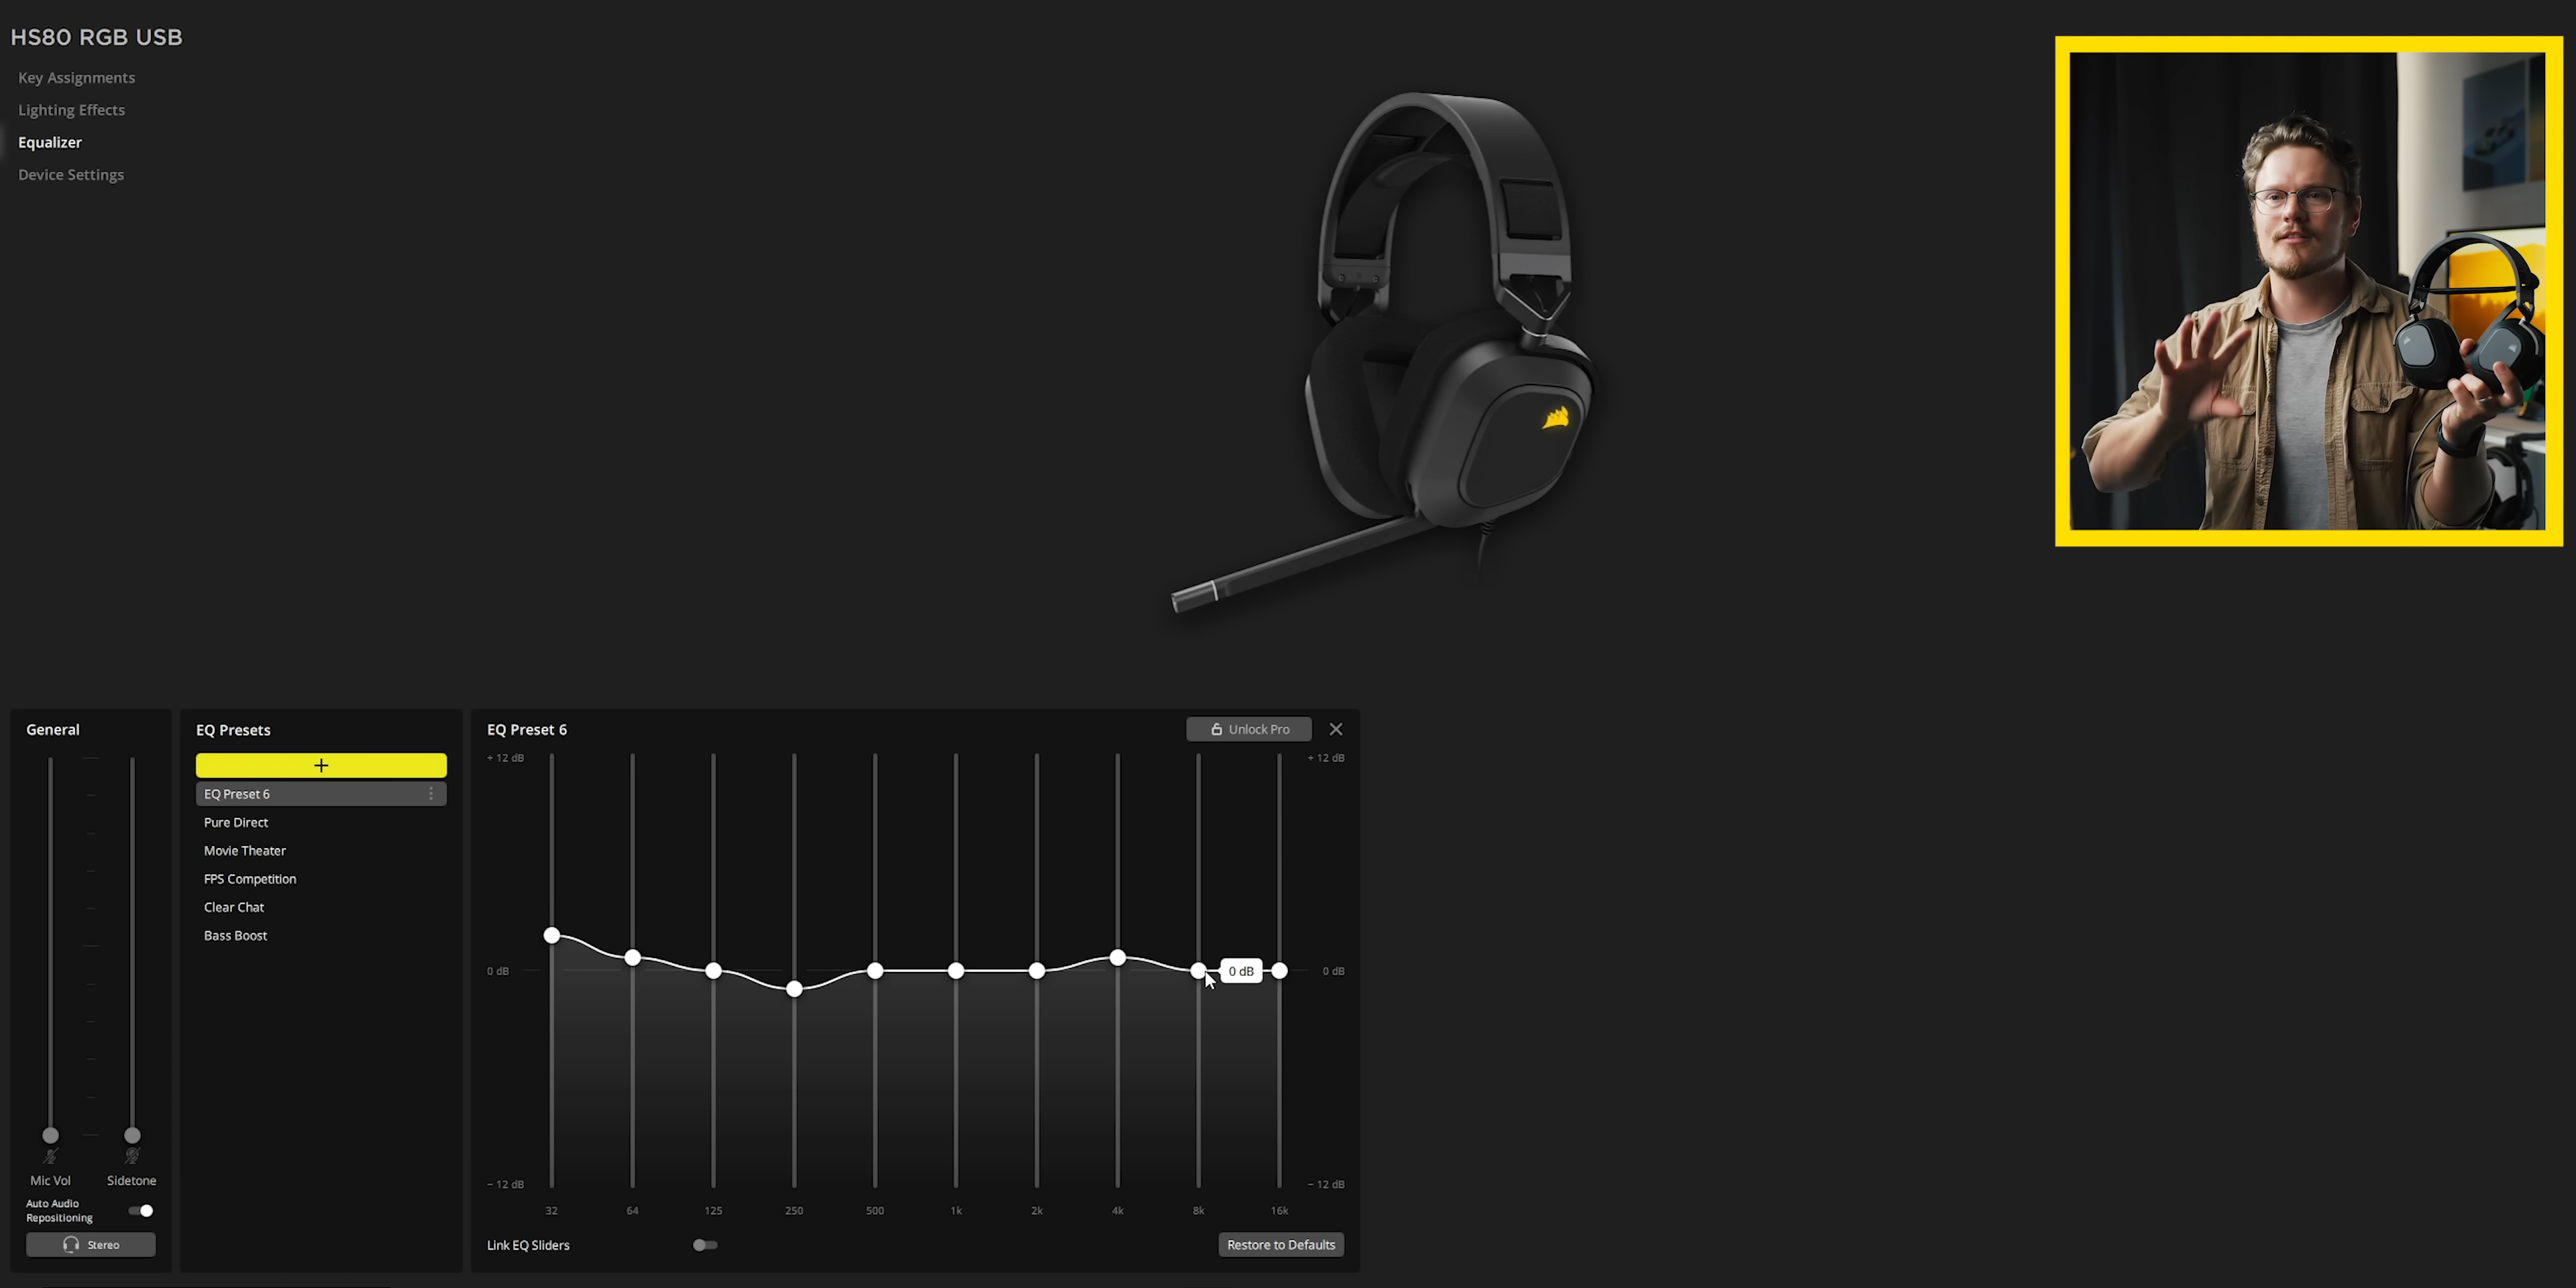 HS80 RGB USB
Key Assignments
Lighting Effects
Equalizer
Device Settings
General
Mic Vol
Sidetone
Auto Audio
Repositioning
Stereo
EQ Presets
+
EQ Preset 6
Pure Direct
Movie Theater
FPS Competition
Clear Chat
Bass Boost
EQ Preset 6
Unlock Pro
+ 12 dB
+ 12 dB
0 dB
0 dB
0 dB
− 12 dB
− 12 dB
32 64 125 250 500 1k 2k 4k 8k 16k
Link EQ Sliders
Restore to Defaults